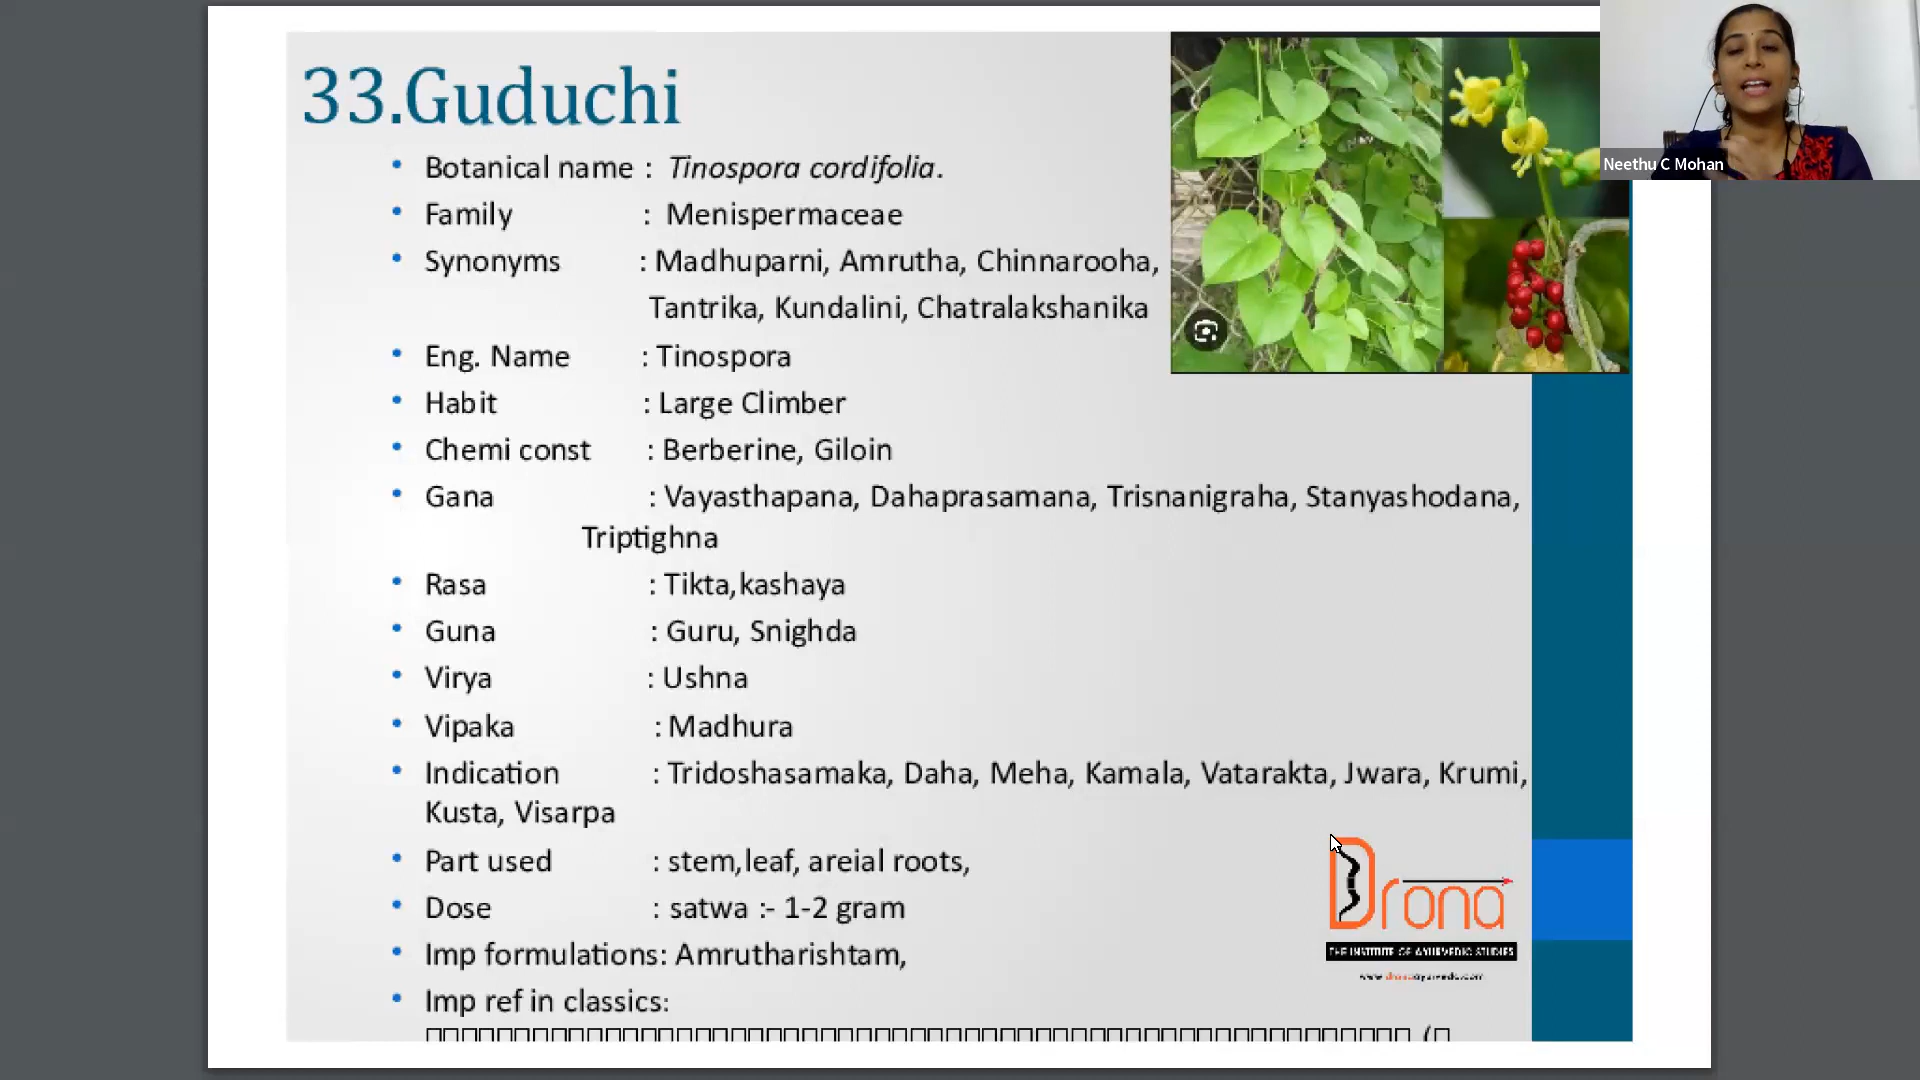 33.Guduchi
Neethu C Mohan
• Botanical name : Tinospora cordifolia.
• Family : Menispermaceae
• Synonyms : Madhuparni, Amrutha, Chinnarooha,
Tantrika, Kundalini, Chatralakshanika
• Eng. Name : Tinospora
• Habit : Large Climber
• Chemi const : Berberine, Giloin
• Gana : Vayasthapana, Dahaprasamana, Trisnanigraha, Stanyashodana,
Triptighna
• Rasa : Tikta,kashaya
• Guna : Guru, Snighda
• Virya : Ushna
• Vipaka : Madhura
• Indication : Tridoshasamaka, Daha, Meha, Kamala, Vatarakta, Jwara, Krumi,
Kusta, Visarpa
• Part used : stem,leaf, areial roots,
• Dose : satwa :- 1-2 gram
• Imp formulations: Amrutharishtam,
• Imp ref in classics:
Drona
THE INSTITUTE OF AYURVEDIC STUDIES